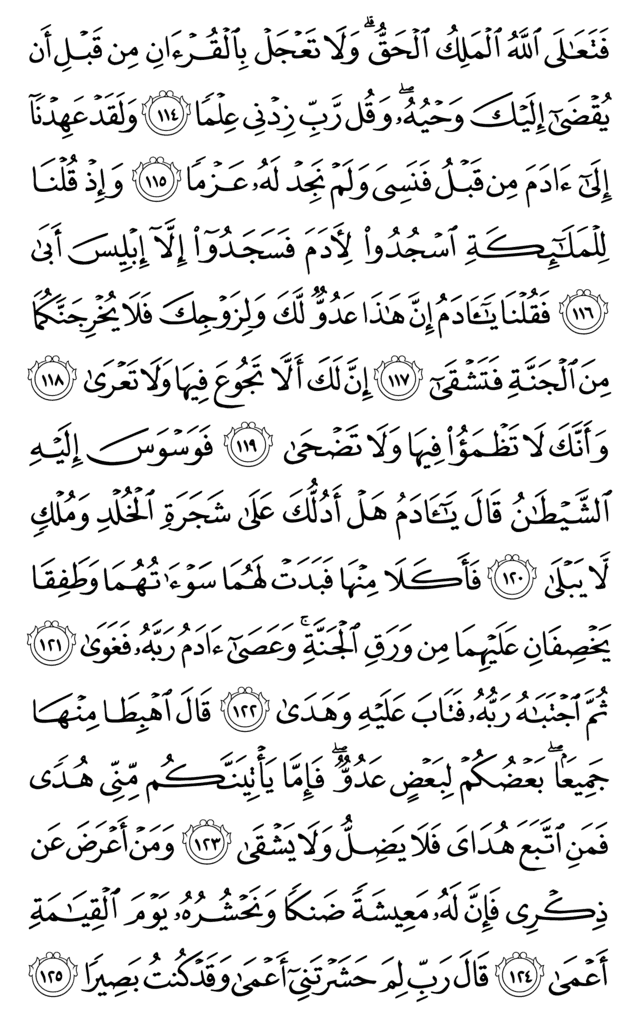 فَتَعَٰلَى ٱللَّهُ ٱلْمَلِكُ ٱلْحَقُّ ۗ وَلَا تَعْجَلْ بِٱلْقُرْءَانِ مِن قَبْلِ أَن
يُقْضَىٰٓ إِلَيْكَ وَحْيُهُۥ ۖ وَقُل رَّبِّ زِدْنِى عِلْمًا ١١٤ وَلَقَدْ عَهِدْنَآ
إِلَىٰٓ ءَادَمَ مِن قَبْلُ فَنَسِىَ وَلَمْ نَجِدْ لَهُۥ عَزْمًا ١١٥ وَإِذْ قُلْنَا
لِلْمَلَٰٓئِكَةِ ٱسْجُدُوا۟ لِءَادَمَ فَسَجَدُوٓا۟ إِلَّآ إِبْلِيسَ أَبَىٰ
١١٦ فَقُلْنَا يَٰٓـَٔادَمُ إِنَّ هَٰذَا عَدُوٌّ لَّكَ وَلِزَوْجِكَ فَلَا يُخْرِجَنَّكُمَا
مِنَ ٱلْجَنَّةِ فَتَشْقَىٰٓ ١١٧ إِنَّ لَكَ أَلَّا تَجُوعَ فِيهَا وَلَا تَعْرَىٰ ١١٨
وَأَنَّكَ لَا تَظْمَؤُا۟ فِيهَا وَلَا تَضْحَىٰ ١١٩ فَوَسْوَسَ إِلَيْهِ
ٱلشَّيْطَٰنُ قَالَ يَٰٓـَٔادَمُ هَلْ أَدُلُّكَ عَلَىٰ شَجَرَةِ ٱلْخُلْدِ وَمُلْكٍ
لَّا يَبْلَىٰ ١٢٠ فَأَكَلَا مِنْهَا فَبَدَتْ لَهُمَا سَوْءَٰتُهُمَا وَطَفِقَا
يَخْصِفَانِ عَلَيْهِمَا مِن وَرَقِ ٱلْجَنَّةِ ۚ وَعَصَىٰٓ ءَادَمُ رَبَّهُۥ فَغَوَىٰ ١٢١
ثُمَّ ٱجْتَبَٰهُ رَبُّهُۥ فَتَابَ عَلَيْهِ وَهَدَىٰ ١٢٢ قَالَ ٱهْبِطَا مِنْهَا
جَمِيعًۢا ۖ بَعْضُكُمْ لِبَعْضٍ عَدُوٌّ ۖ فَإِمَّا يَأْتِيَنَّكُم مِّنِّى هُدًى
فَمَنِ ٱتَّبَعَ هُدَاىَ فَلَا يَضِلُّ وَلَا يَشْقَىٰ ١٢٣ وَمَنْ أَعْرَضَ عَن
ذِكْرِى فَإِنَّ لَهُۥ مَعِيشَةً ضَنكًا وَنَحْشُرُهُۥ يَوْمَ ٱلْقِيَٰمَةِ
أَعْمَىٰ ١٢٤ قَالَ رَبِّ لِمَ حَشَرْتَنِىٓ أَعْمَىٰ وَقَدْ كُنتُ بَصِيرًا ١٢٥